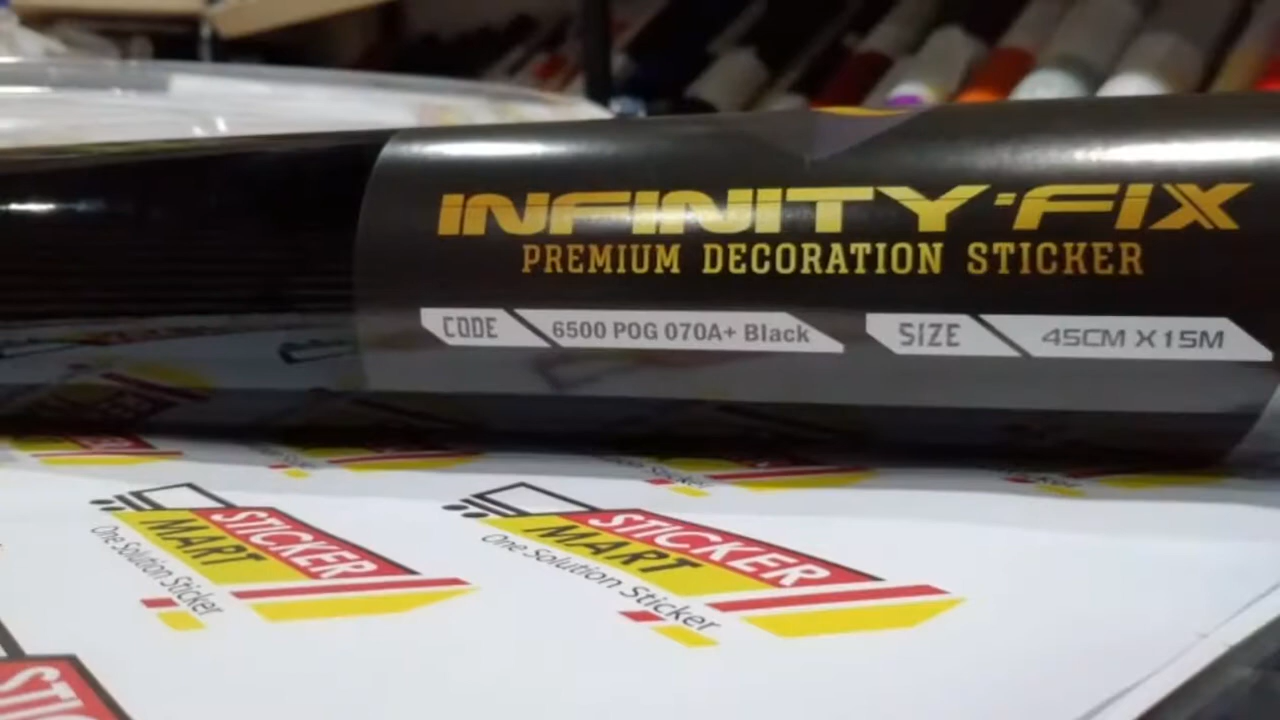 INFINITY-FIX
PREMIUM DECORATION STICKER
CODE 6500 POG 070A+ Black SIZE 45CM X 15M
STICKER
MART
One Solution Sticker
STICKER
MART
One Solution Sticker